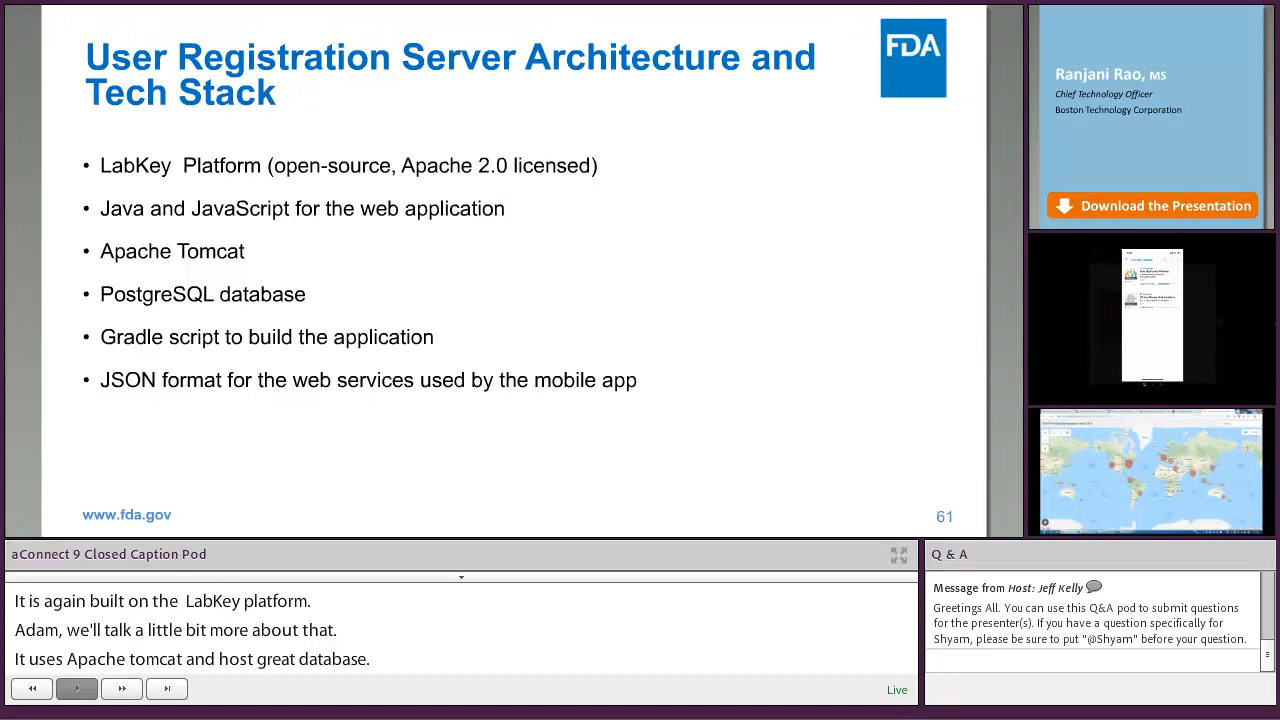 User Registration Server Architecture and
Tech Stack
FDA
• LabKey Platform (open-source, Apache 2.0 licensed)
• Java and JavaScript for the web application
• Apache Tomcat
• PostgreSQL database
• Gradle script to build the application
• JSON format for the web services used by the mobile app
www.fda.gov
61
Ranjani Rao, MS
Chief Technology Officer
Boston Technology Corporation
Download the Presentation
aConnect 9 Closed Caption Pod
It is again built on the LabKey platform.
Adam, we'll talk a little bit more about that.
It uses Apache tomcat and host great database.
Live
Q & A
Message from Host: Jeff Kelly
Greetings All. You can use this Q&A pod to submit questions
for the presenter(s). If you have a question specifically for
Shyam, please be sure to put "@Shyam" before your question.